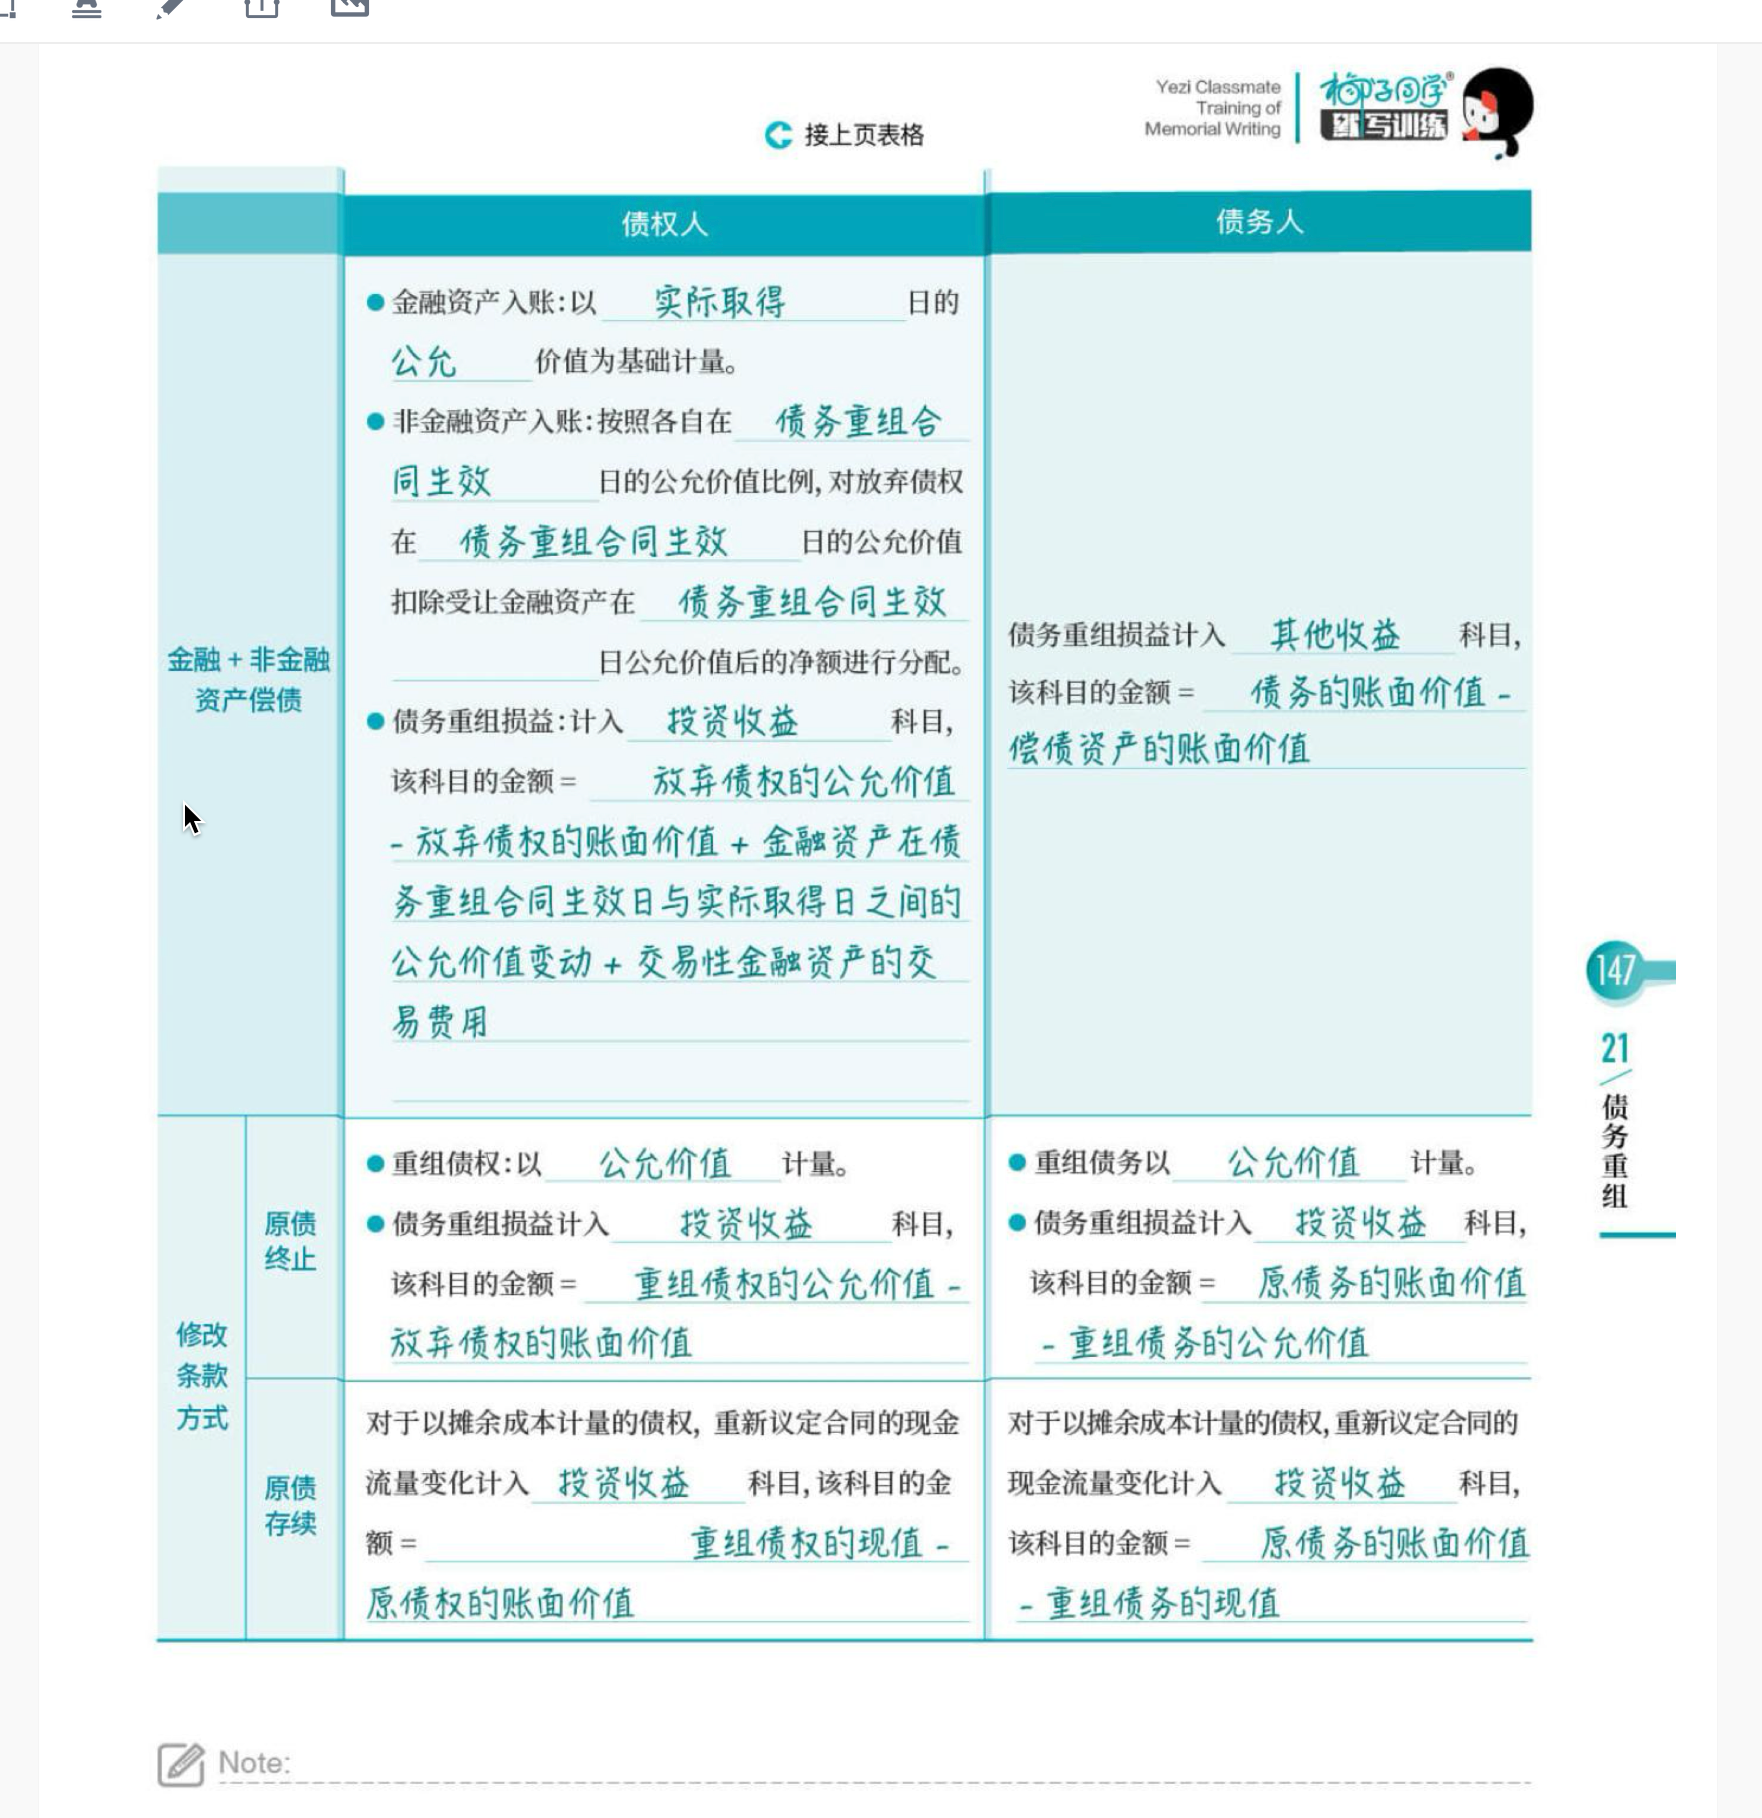 Yezi Classmate
Training of
Memorial Writing
椰子同学®
默写训练
接上页表格
债权人
债务人
金融+非金融
资产偿债
●金融资产入账:以 实际取得 日的
公允 价值为基础计量。
●非金融资产入账:按照各自在 债务重组合
同生效 日的公允价值比例,对放弃债权
在 债务重组合同生效 日的公允价值
扣除受让金融资产在 债务重组合同生效
日公允价值后的净额进行分配。
●债务重组损益:计入 投资收益 科目,
该科目的金额= 放弃债权的公允价值
-放弃债权的账面价值+金融资产在债
务重组合同生效日与实际取得日之间的
公允价值变动+交易性金融资产的交
易费用
债务重组损益计入 其他收益 科目,
该科目的金额= 债务的账面价值-
偿债资产的账面价值
修改
条款
方式
原债
终止
●重组债权:以 公允价值 计量。
●债务重组损益计入 投资收益 科目,
该科目的金额= 重组债权的公允价值-
放弃债权的账面价值
●重组债务以 公允价值 计量。
●债务重组损益计入 投资收益 科目,
该科目的金额= 原债务的账面价值
-重组债务的公允价值
原债
存续
对于以摊余成本计量的债权,重新议定合同的现金
流量变化计入 投资收益 科目,该科目的金
额= 重组债权的现值-
原债权的账面价值
对于以摊余成本计量的债权,重新议定合同的
现金流量变化计入 投资收益 科目,
该科目的金额= 原债务的账面价值
-重组债务的现值
147
21
债务重组
Note: